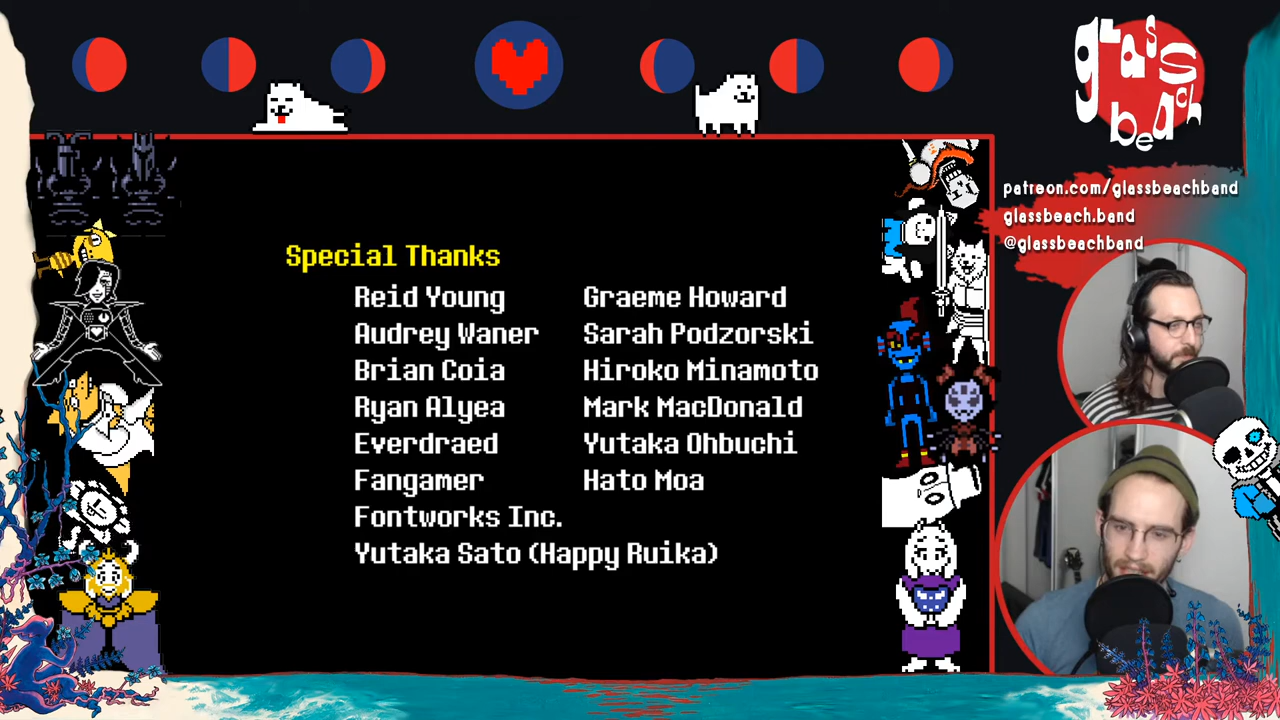 glass
beach
patreon.com/glassbeachband
glassbeach.band
@glassbeachband
Special Thanks
Reid Young Graeme Howard
Audrey Waner Sarah Podzorski
Brian Coia Hiroko Minamoto
Ryan Alyea Mark MacDonald
Everdraed Yutaka Ohbuchi
Fangamer Hato Moa
Fontworks Inc.
Yutaka Sato (Happy Ruika)